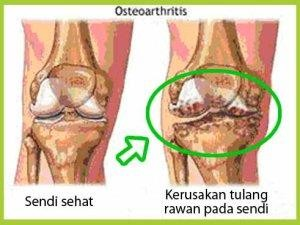 Osteoarthritis
Sendi sehat
Kerusakan tulang
rawan pada sendi